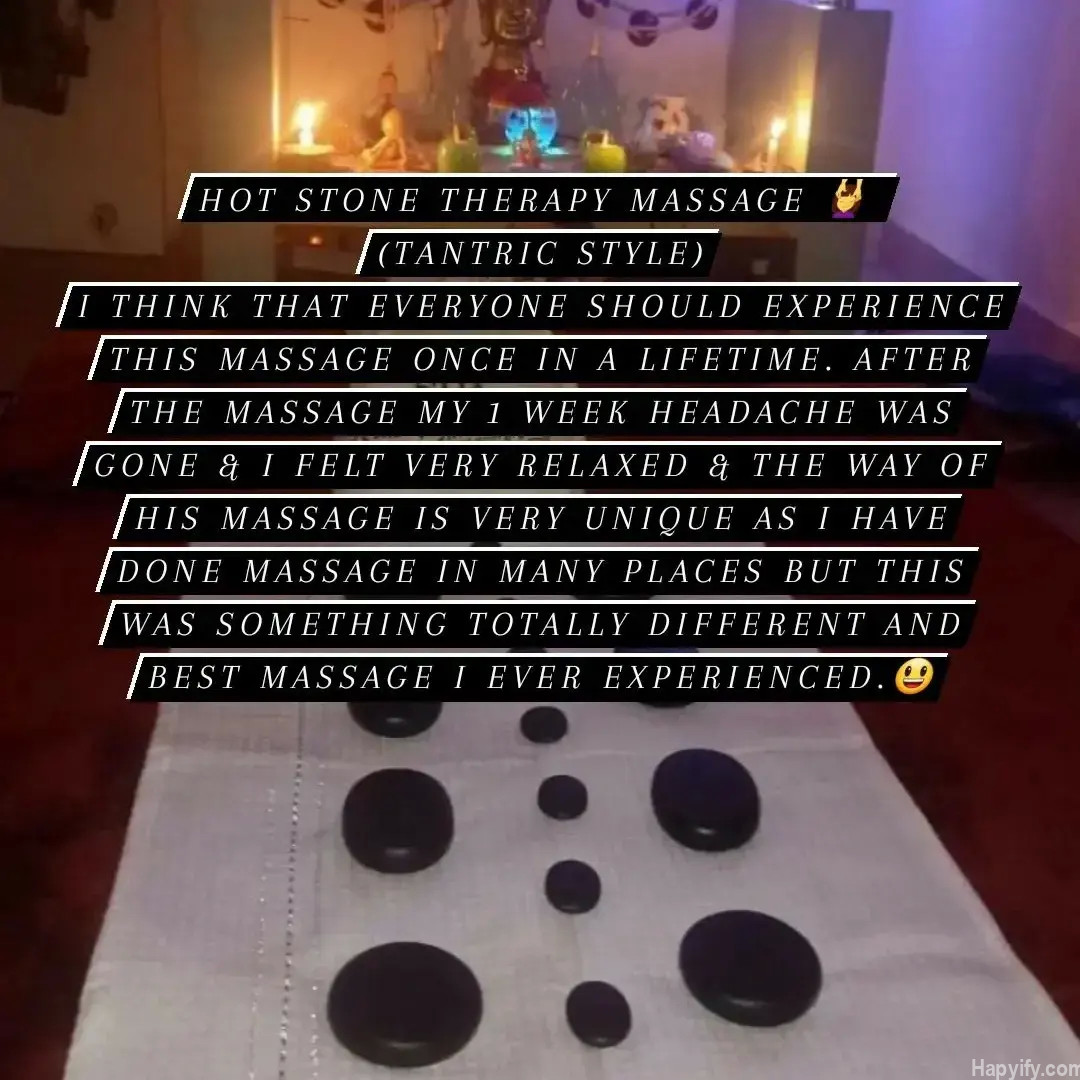 HOT STONE THERAPY MASSAGE 💆
(TANTRIC STYLE)
I THINK THAT EVERYONE SHOULD EXPERIENCE
THIS MASSAGE ONCE IN A LIFETIME. AFTER
THE MASSAGE MY 1 WEEK HEADACHE WAS
GONE & I FELT VERY RELAXED & THE WAY OF
HIS MASSAGE IS VERY UNIQUE AS I HAVE
DONE MASSAGE IN MANY PLACES BUT THIS
WAS SOMETHING TOTALLY DIFFERENT AND
BEST MASSAGE I EVER EXPERIENCED.😃
Hapyify.com